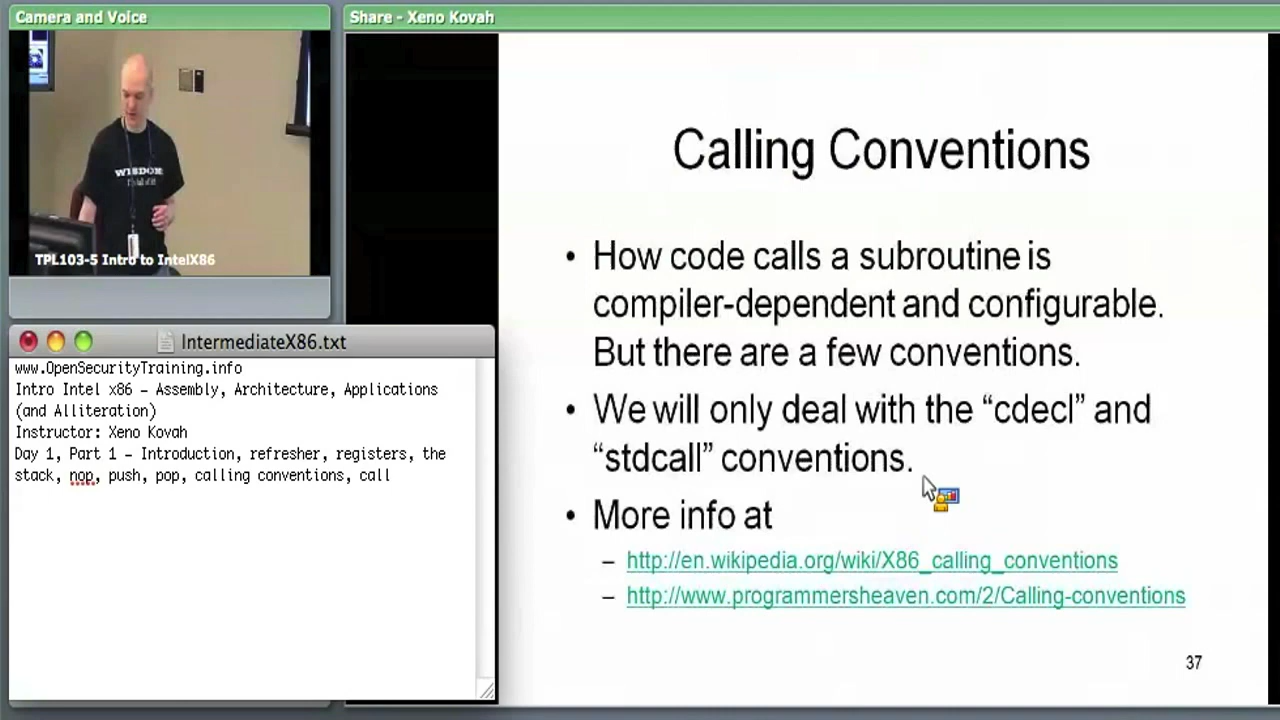 Camera and Voice
WISDOM:
TPL103-5 Intro to IntelX86
IntermediateX86.txt
www.OpenSecurityTraining.info
Intro Intel x86 – Assembly, Architecture, Applications
(and Alliteration)
Instructor: Xeno Kovah
Day 1, Part 1 – Introduction, refresher, registers, the
stack, nop, push, pop, calling conventions, call
Share - Xeno Kovah
Calling Conventions
• How code calls a subroutine is
compiler-dependent and configurable.
But there are a few conventions.
• We will only deal with the “cdecl” and
“stdcall” conventions.
• More info at
– http://en.wikipedia.org/wiki/X86_calling_conventions
– http://www.programmersheaven.com/2/Calling-conventions
37